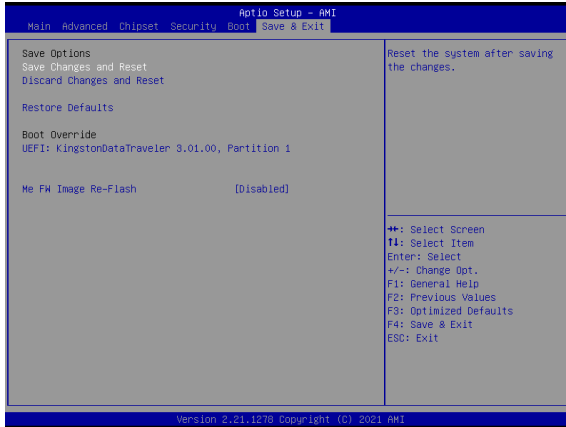 Aptio Setup - AMI
Main Advanced Chipset Security Boot Save & Exit
Save Options
Save Changes and Reset
Discard Changes and Reset
Restore Defaults
Boot Override
UEFI: KingstonDataTraveler 3.01.00, Partition 1
Me FW Image Re-Flash [Disabled]
Reset the system after saving
the changes.
→←: Select Screen
↑↓: Select Item
Enter: Select
+/-: Change Opt.
F1: General Help
F2: Previous Values
F3: Optimized Defaults
F4: Save & Exit
ESC: Exit
Version 2.21.1278 Copyright (C) 2021 AMI